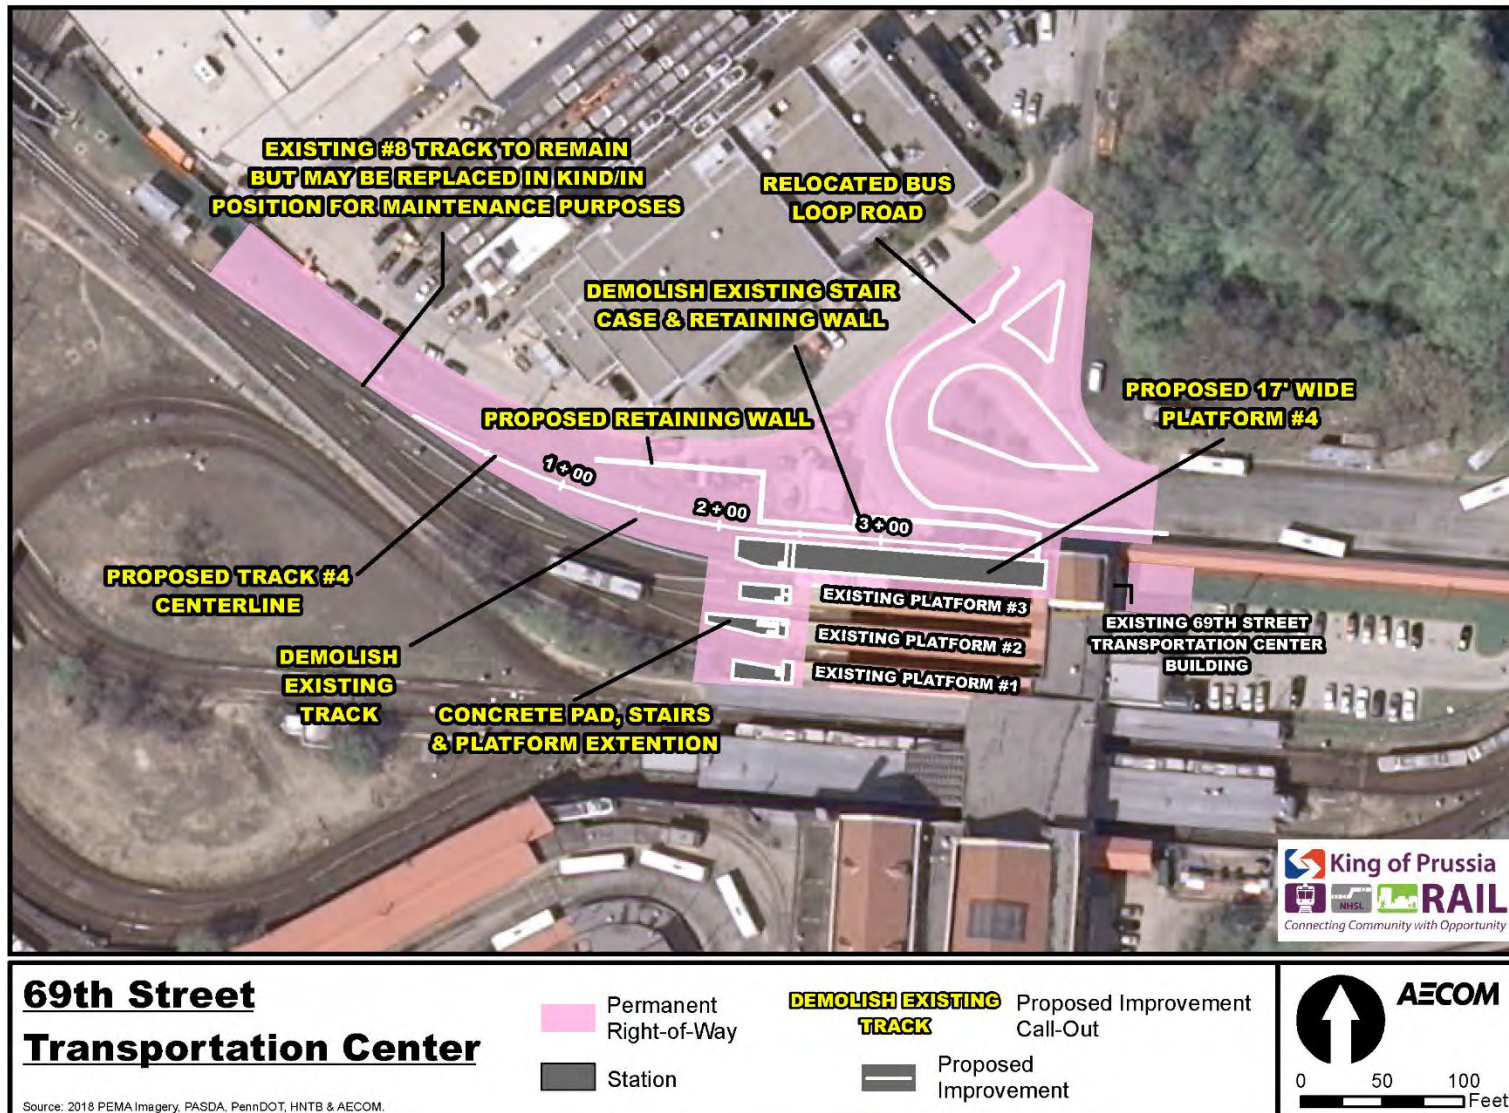 EXISTING #8 TRACK TO REMAIN
BUT MAY BE REPLACED IN KIND/IN
POSITION FOR MAINTENANCE PURPOSES
RELOCATED BUS
LOOP ROAD
DEMOLISH EXISTING STAIR
CASE & RETAINING WALL
PROPOSED 17' WIDE
PLATFORM #4
PROPOSED RETAINING WALL
1+00
2+00
3+00
PROPOSED TRACK #4
CENTERLINE
EXISTING PLATFORM #3
EXISTING PLATFORM #2
EXISTING PLATFORM #1
EXISTING 69TH STREET
TRANSPORTATION CENTER
BUILDING
DEMOLISH
EXISTING
TRACK
CONCRETE PAD, STAIRS
& PLATFORM EXTENTION
King of Prussia
NHSL
RAIL
Connecting Community with Opportunity
69th Street
Transportation Center
Source: 2018 PEMA Imagery, PASDA, PennDOT, HNTB & AECOM.
Permanent
Right-of-Way
Station
DEMOLISH EXISTING
TRACK
Proposed Improvement
Call-Out
Proposed
Improvement
AECOM
0 50 100
Feet